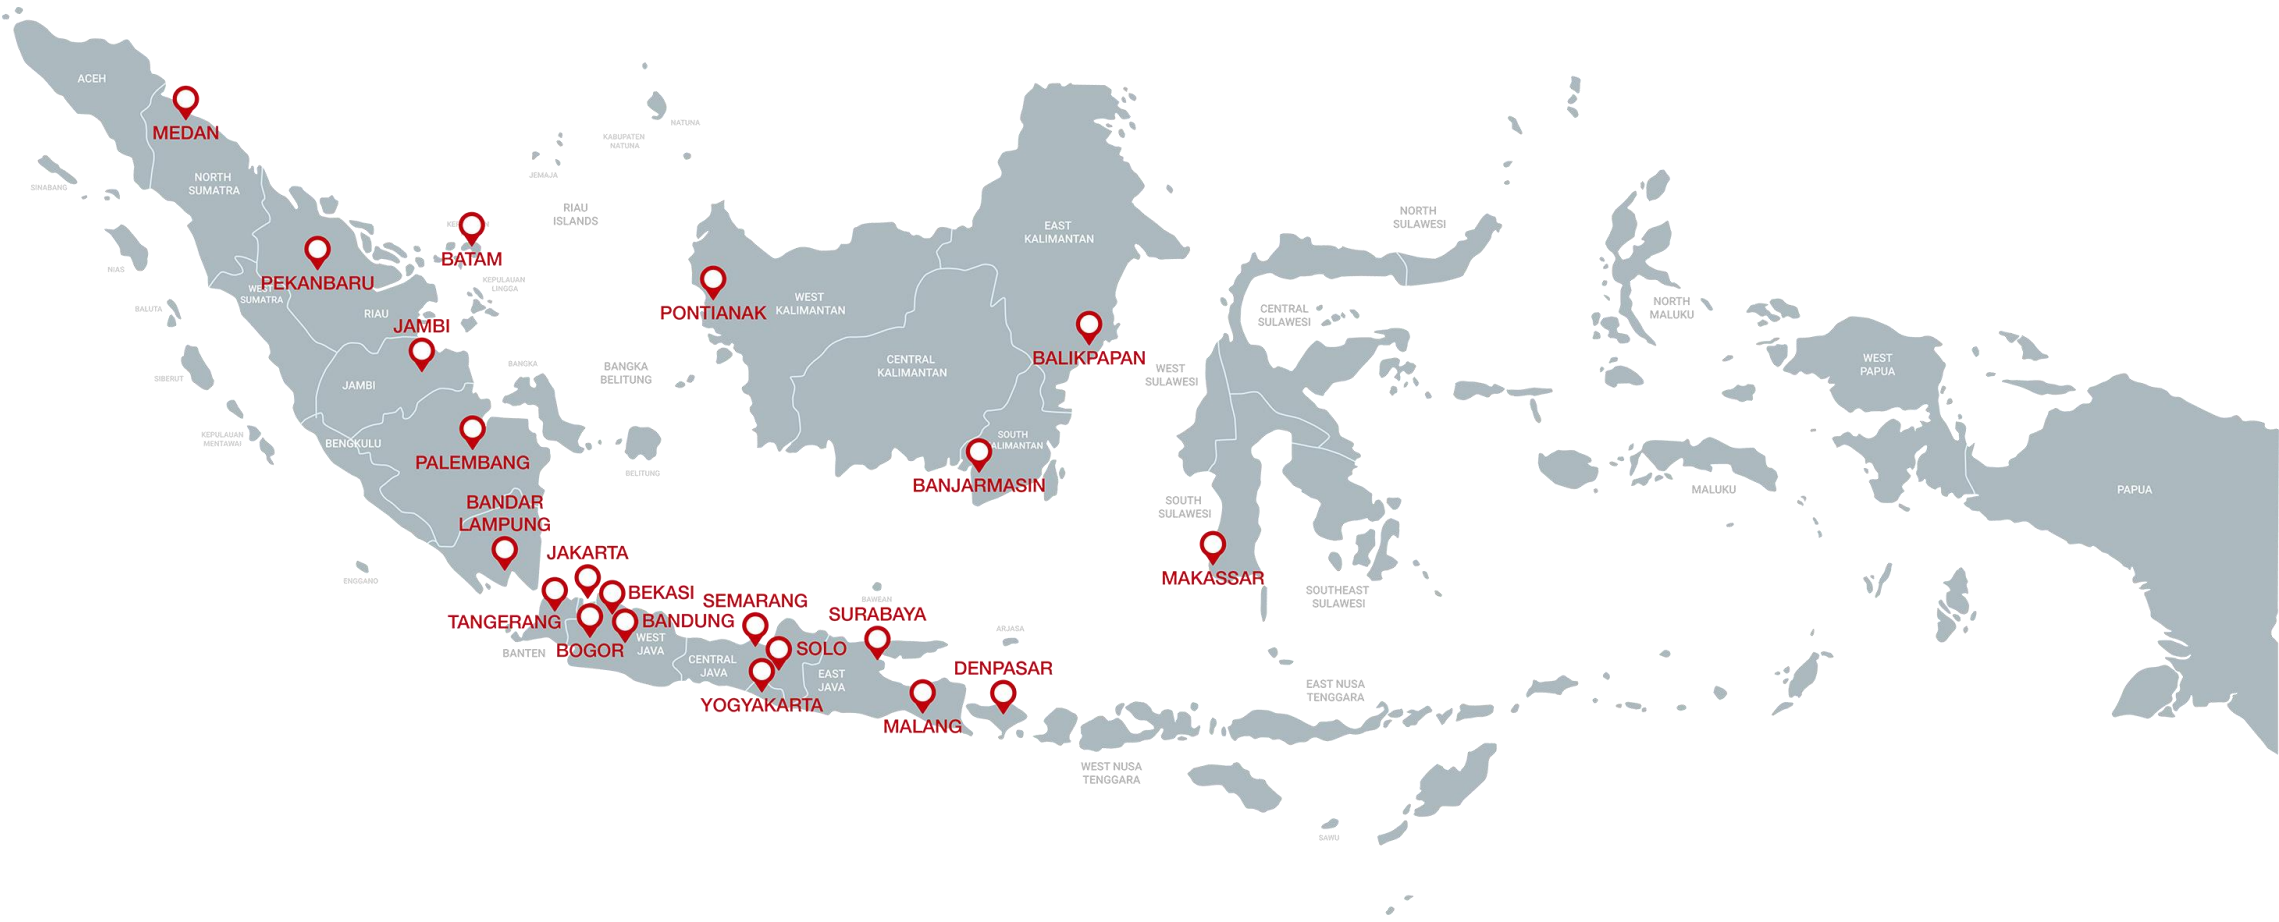 ACEH
MEDAN
NORTH
SUMATRA
SINABANG
NIAS
PEKANBARU
WEST
SUMATRA
RIAU
BATAM
KEPULAUAN
LINGGA
JEMAJA
KABUPATEN
NATUNA
NATUNA
RIAU
ISLANDS
BALUTA
SIBERUT
JAMBI
JAMBI
BANGKA
BANGKA
BELITUNG
KEPULAUAN
MENTAWAI
BENGKULU
PALEMBANG
BELITUNG
BANDAR
LAMPUNG
ENGGANO
JAKARTA
TANGERANG
BEKASI
BANDUNG
BOGOR
BANTEN
WEST
JAVA
SEMARANG
SOLO
CENTRAL
JAVA
YOGYAKARTA
SURABAYA
BAWEAN
EAST
JAVA
MALANG
ARJASA
DENPASAR
PONTIANAK
WEST
KALIMANTAN
CENTRAL
KALIMANTAN
EAST
KALIMANTAN
BALIKPAPAN
SOUTH
BANJARMASIN
WEST
SULAWESI
CENTRAL
SULAWESI
NORTH
SULAWESI
SOUTH
SULAWESI
MAKASSAR
SOUTHEAST
SULAWESI
WEST NUSA
TENGGARA
EAST NUSA
TENGGARA
SAWU
NORTH
MALUKU
MALUKU
WEST
PAPUA
PAPUA